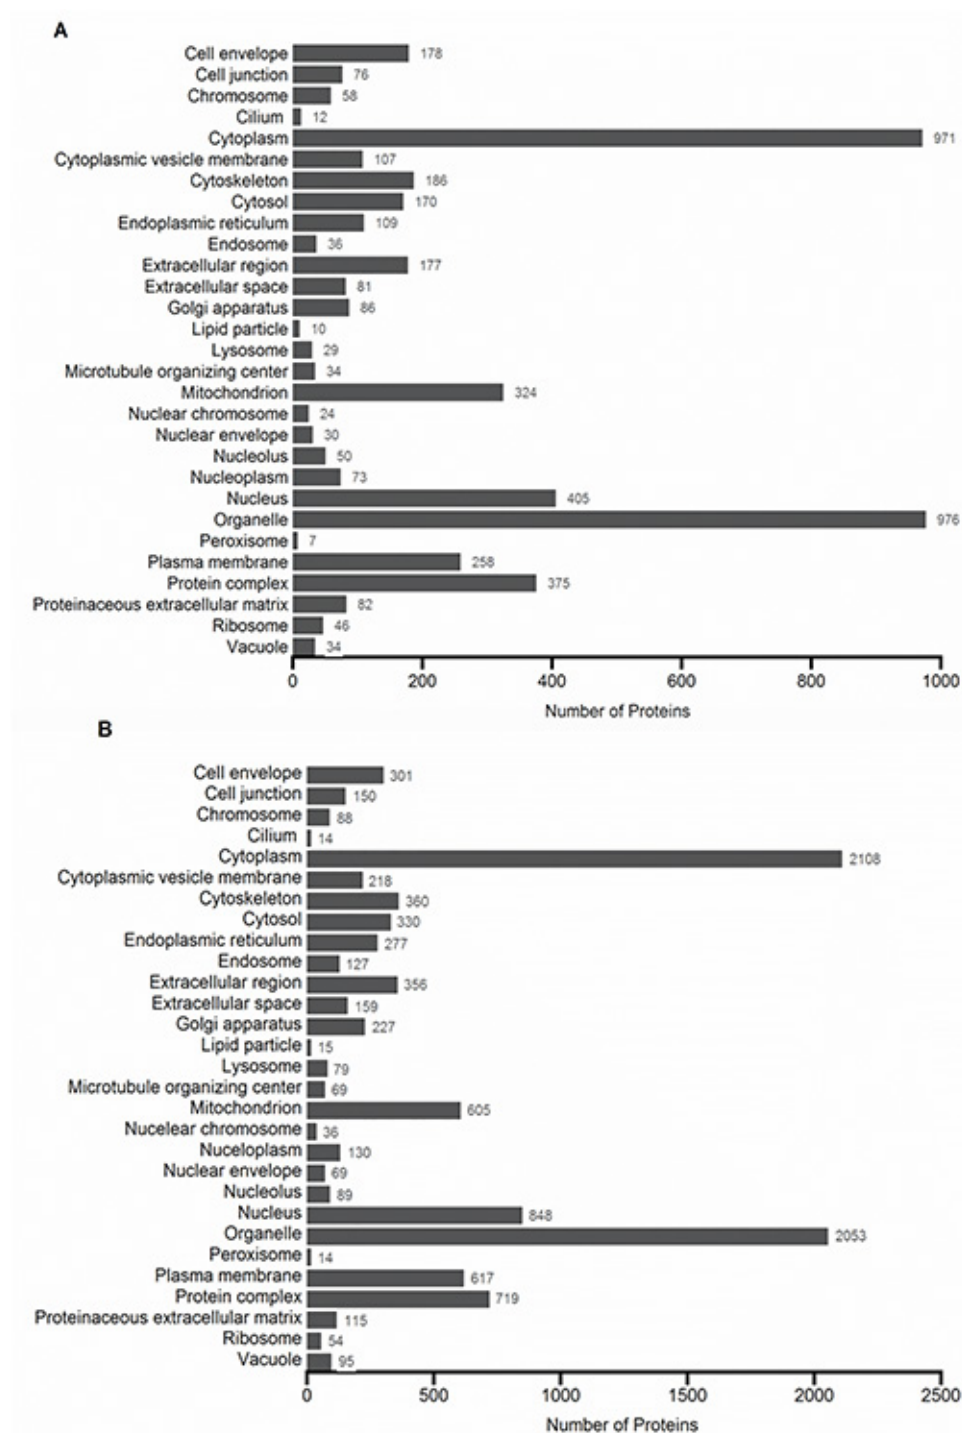 A
Cell envelope 178
Cell junction 76
Chromosome 58
Cilium 12
Cytoplasm 971
Cytoplasmic vesicle membrane 107
Cytoskeleton 186
Cytosol 170
Endoplasmic reticulum 109
Endosome 36
Extracellular region 177
Extracellular space 81
Golgi apparatus 86
Lipid particle 10
Lysosome 29
Microtubule organizing center 34
Mitochondrion 324
Nuclear chromosome 24
Nuclear envelope 30
Nucleolus 50
Nucleoplasm 73
Nucleus 405
Organelle 976
Peroxisome 7
Plasma membrane 258
Protein complex 375
Proteinaceous extracellular matrix 82
Ribosome 46
Vacuole 34
0 200 400 600 800 1000
Number of Proteins
B
Cell envelope 301
Cell junction 150
Chromosome 88
Cilium 14
Cytoplasm 2108
Cytoplasmic vesicle membrane 218
Cytoskeleton 360
Cytosol 330
Endoplasmic reticulum 277
Endosome 127
Extracellular region 356
Extracellular space 159
Golgi apparatus 227
Lipid particle 15
Lysosome 79
Microtubule organizing center 69
Mitochondrion 605
Nucelear chromosome 36
Nuceloplasm 130
Nuclear envelope 69
Nucleolus 89
Nucleus 848
Organelle 2053
Peroxisome 14
Plasma membrane 617
Protein complex 719
Proteinaceous extracellular matrix 115
Ribosome 54
Vacuole 95
0 500 1000 1500 2000 2500
Number of Proteins